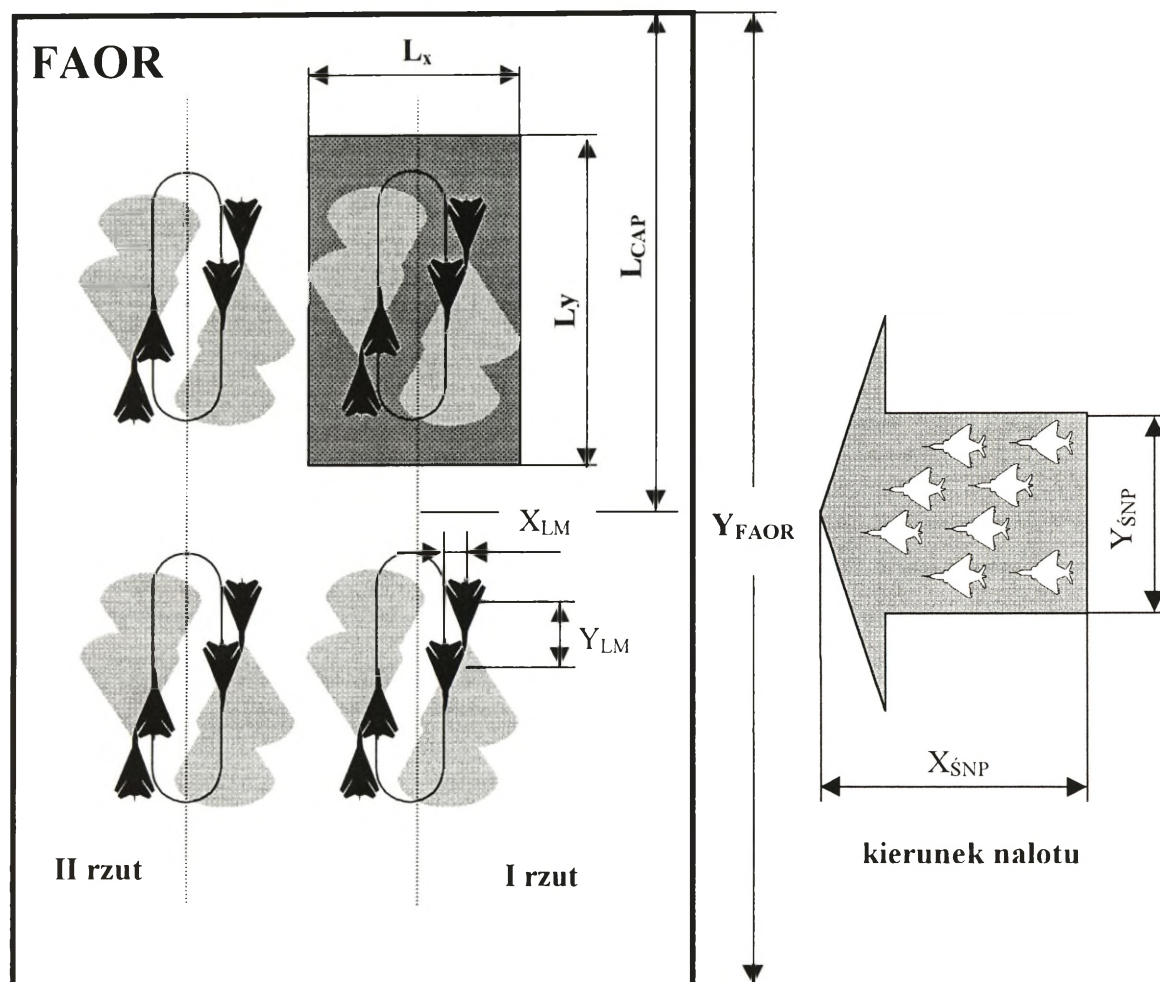 FAOR
Lx
LCAP
Ly
XLM
YFAOR
YŚNP
YLM
XŚNP
II rzut
I rzut
kierunek nalotu